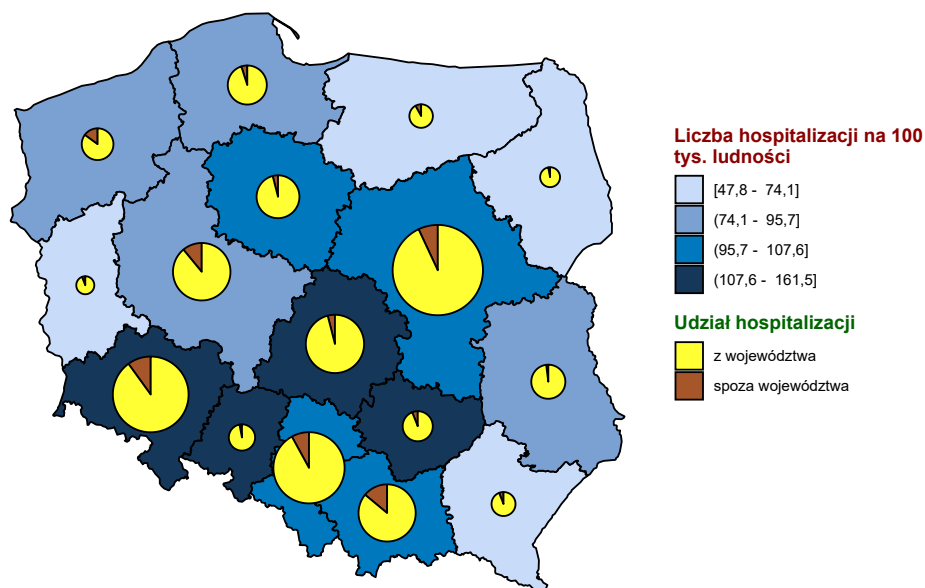 Liczba hospitalizacji na 100
tys. ludności
[47,8 - 74,1]
(74,1 - 95,7]
(95,7 - 107,6]
(107,6 - 161,5]
Udział hospitalizacji
z województwa
spoza województwa